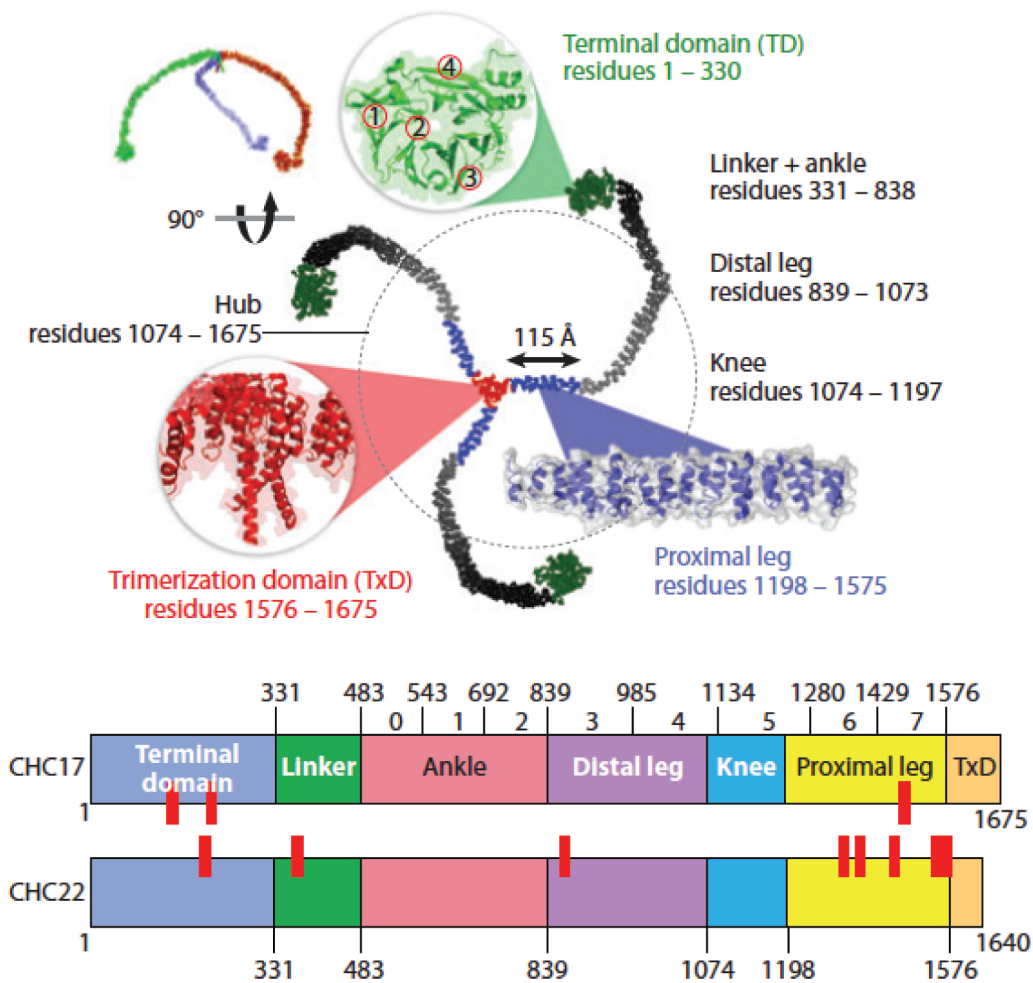 Terminal domain (TD)
residues 1 – 330
4
1
2
3
Linker + ankle
residues 331 – 838
90°
Distal leg
residues 839 – 1073
Hub
residues 1074 – 1675
115 Å
Knee
residues 1074 – 1197
Proximal leg
residues 1198 – 1575
Trimerization domain (TxD)
residues 1576 – 1675
331 483 543 692 839 985 1134 1280 1429 1576
0 1 2 3 4 5 6 7
CHC17
Terminal
domain
Linker
Ankle
Distal leg
Knee
Proximal leg
TxD
1
1675
CHC22
1
1640
331 483 839 1074 1198 1576